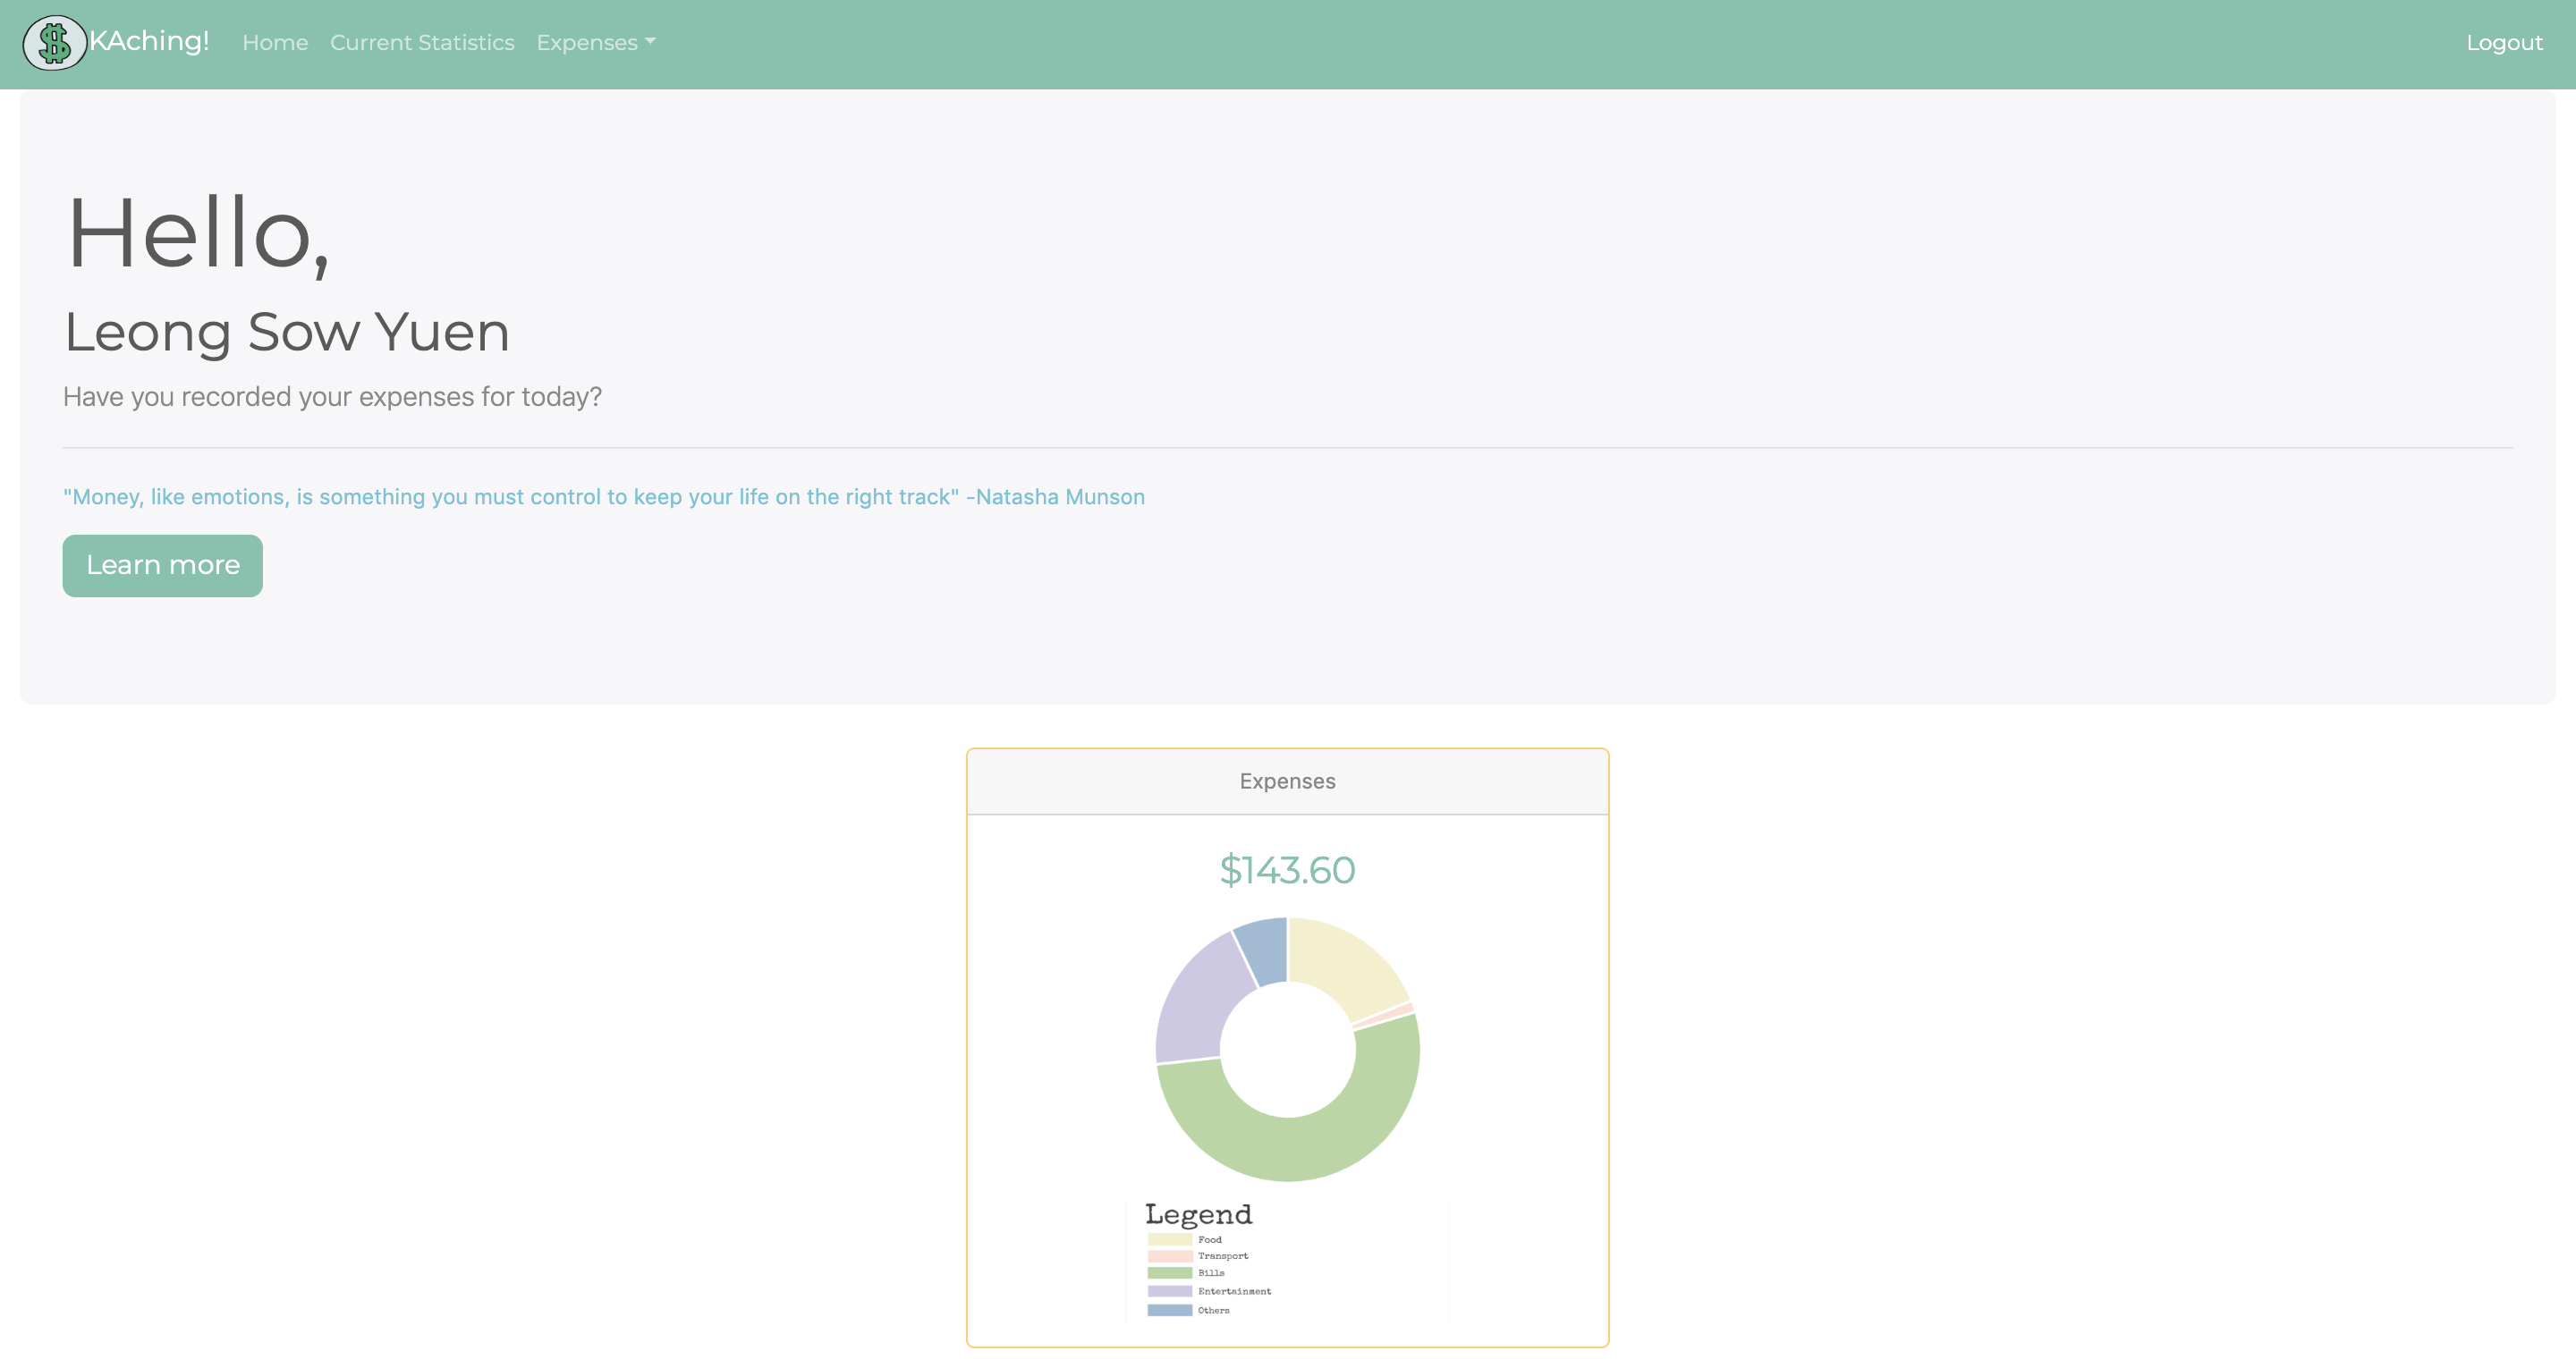 $ KAching! Home Current Statistics Expenses Logout
Hello,
Leong Sow Yuen
Have you recorded your expenses for today?
"Money, like emotions, is something you must control to keep your life on the right track" -Natasha Munson
Learn more
Expenses
$143.60
Legend
Food
Transport
Bills
Entertainment
Others